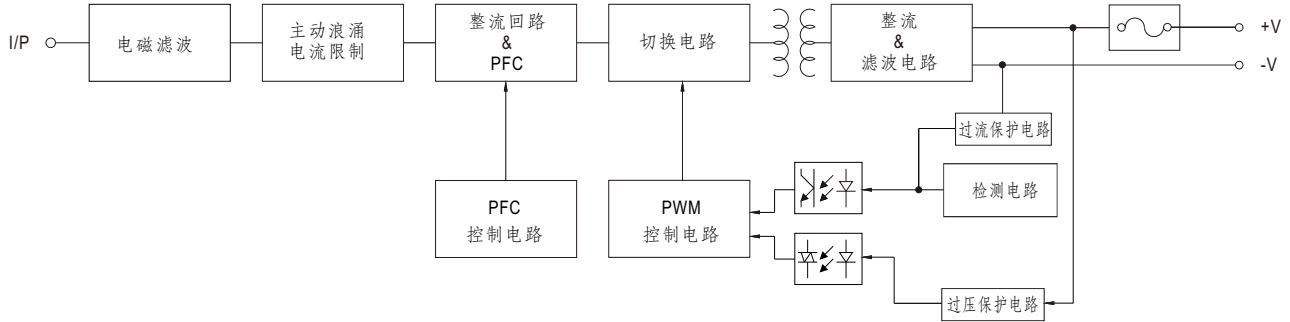 I/P
电磁滤波
主动浪涌
电流限制
整流回路
&
PFC
切换电路
整流
&
滤波电路
+V
-V
过流保护电路
检测电路
PFC
控制电路
PWM
控制电路
过压保护电路